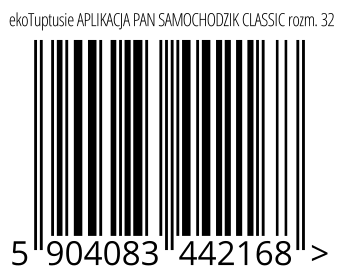 ekoTuptusie APLIKACJA PAN SAMOCHODZIK CLASSIC rozm. 32
5 904083 442168 >